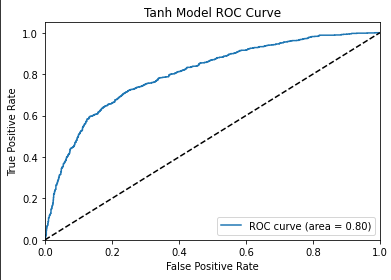 Tanh Model ROC Curve
1.0
0.8
0.6
0.4
0.2
0.0
True Positive Rate
ROC curve (area = 0.80)
0.0 0.2 0.4 0.6 0.8 1.0
False Positive Rate